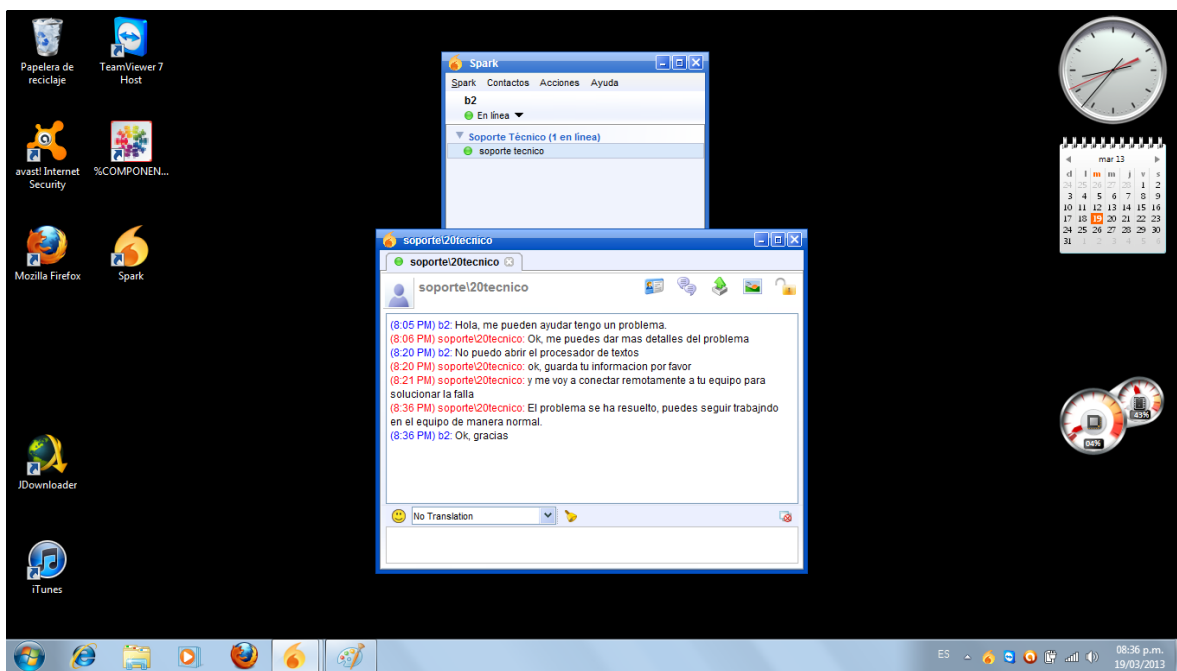 Papelera de
reciclaje
TeamViewer 7
Host
avast! Internet
Security
%COMPONEN...
Mozilla Firefox
Spark
JDownloader
iTunes
Spark
Spark Contactos Acciones Ayuda
b2
En línea
Soporte Técnico (1 en línea)
soporte tecnico
soporte\20tecnico
soporte\20tecnico
soporte\20tecnico
(8:05 PM) b2: Hola, me pueden ayudar tengo un problema.
(8:06 PM) soporte\20tecnico: Ok, me puedes dar mas detalles del problema
(8:20 PM) b2: No puedo abrir el procesador de textos
(8:20 PM) soporte\20tecnico: ok, guarda tu informacion por favor
(8:21 PM) soporte\20tecnico: y me voy a conectar remotamente a tu equipo para
solucionar la falla
(8:36 PM) soporte\20tecnico: El problema se ha resuelto, puedes seguir trabajndo
en el equipo de manera normal.
(8:36 PM) b2: Ok, gracias
No Translation
mar 13
d l m m j v s
24 25 26 27 28 1 2
3 4 5 6 7 8 9
10 11 12 13 14 15 16
17 18 19 20 21 22 23
24 25 26 27 28 29 30
31 1 2 3 4 5 6
43%
04%
ES
08:36 p.m.
19/03/2013